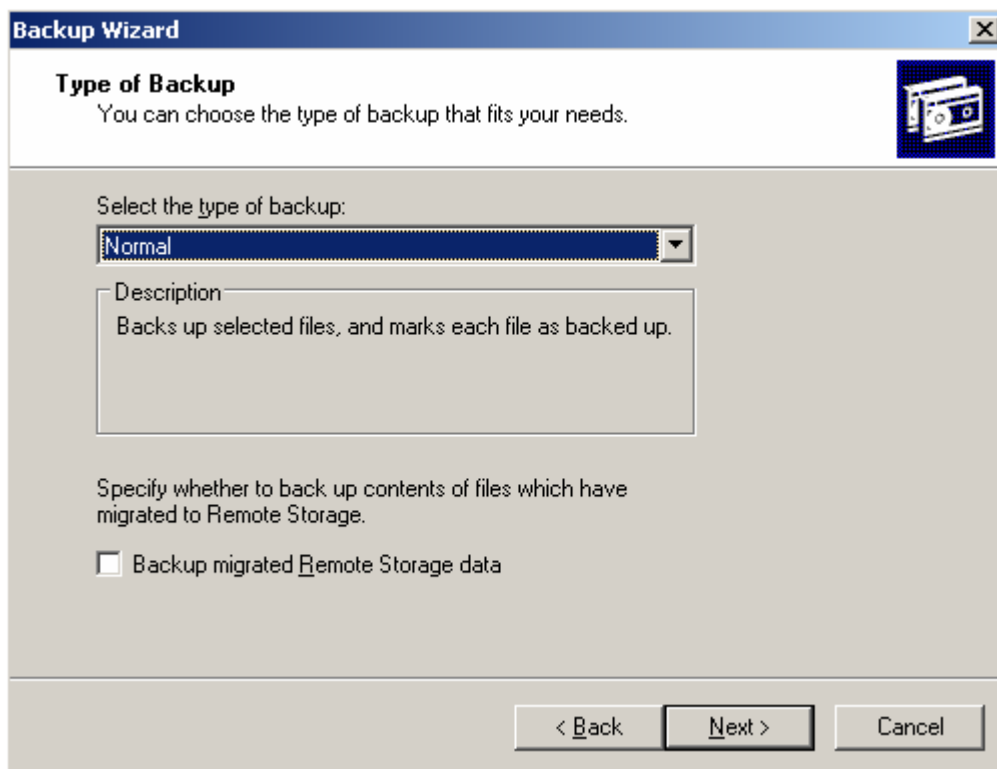 Backup Wizard
Type of Backup
You can choose the type of backup that fits your needs.
Select the type of backup:
Normal
Description
Backs up selected files, and marks each file as backed up.
Specify whether to back up contents of files which have
migrated to Remote Storage.
Backup migrated Remote Storage data
< Back
Next >
Cancel